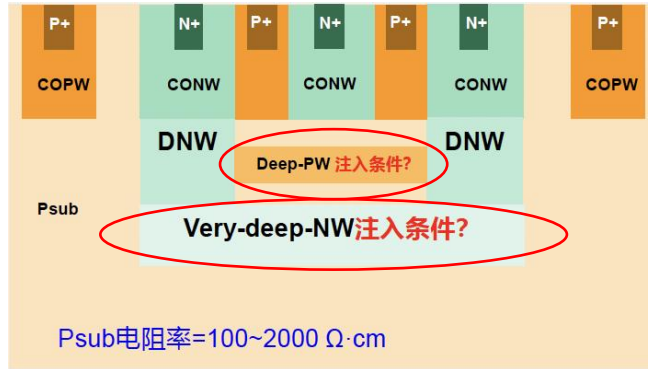 P+ N+ P+ N+ P+ N+ P+
COPW CONW CONW CONW COPW
DNW DNW
Deep-PW 注入条件?
Psub
Very-deep-NW注入条件?
Psub电阻率=100~2000 Ω·cm